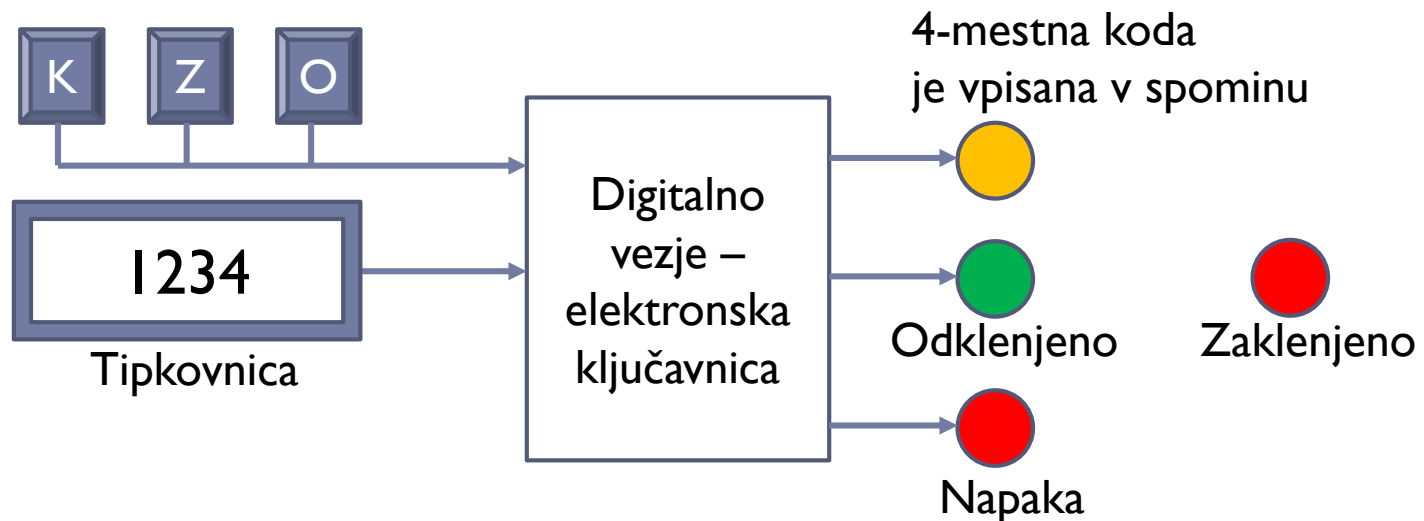 K Z O
4-mestna koda
je vpisana v spominu
1234
Tipkovnica
Digitalno
vezje –
elektronska
ključavnica
Odklenjeno
Zaklenjeno
Napaka